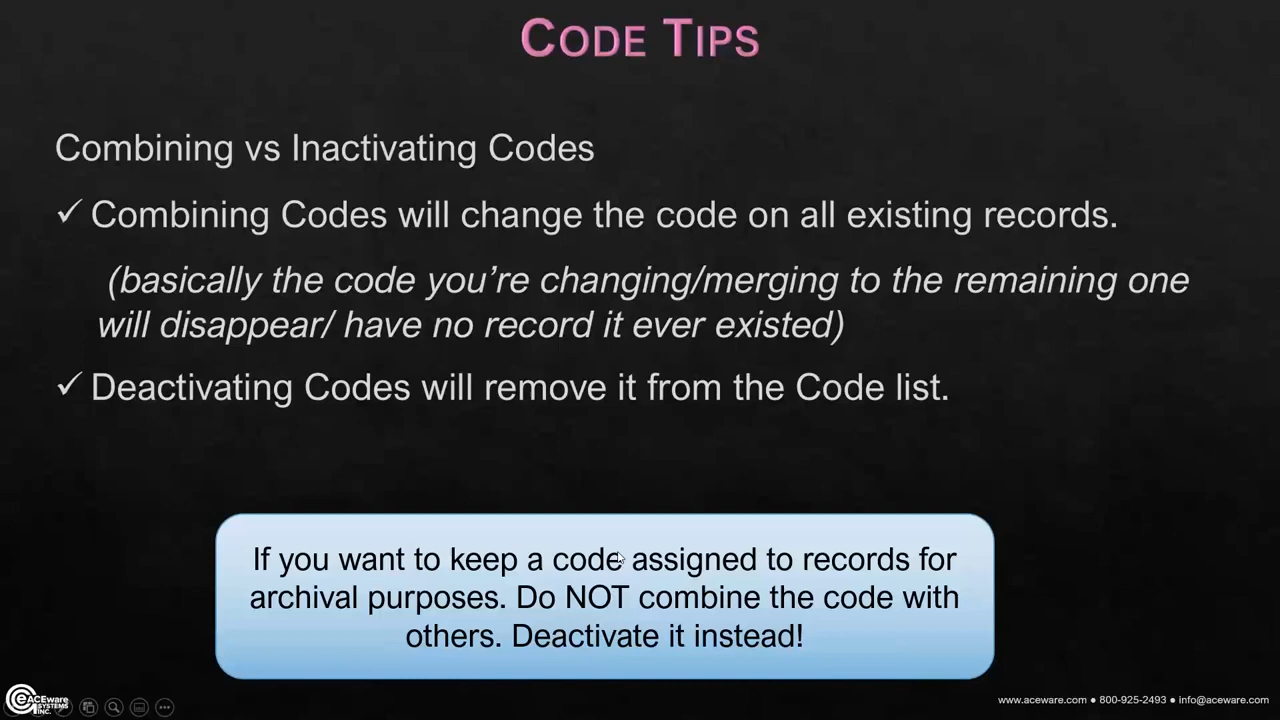 CODE TIPS
Combining vs Inactivating Codes
✓ Combining Codes will change the code on all existing records.
(basically the code you’re changing/merging to the remaining one
will disappear/ have no record it ever existed)
✓ Deactivating Codes will remove it from the Code list.
If you want to keep a code assigned to records for
archival purposes. Do NOT combine the code with
others. Deactivate it instead!
ACEware
SYSTEMS
INC.
www.aceware.com ● 800-925-2493 ● info@aceware.com